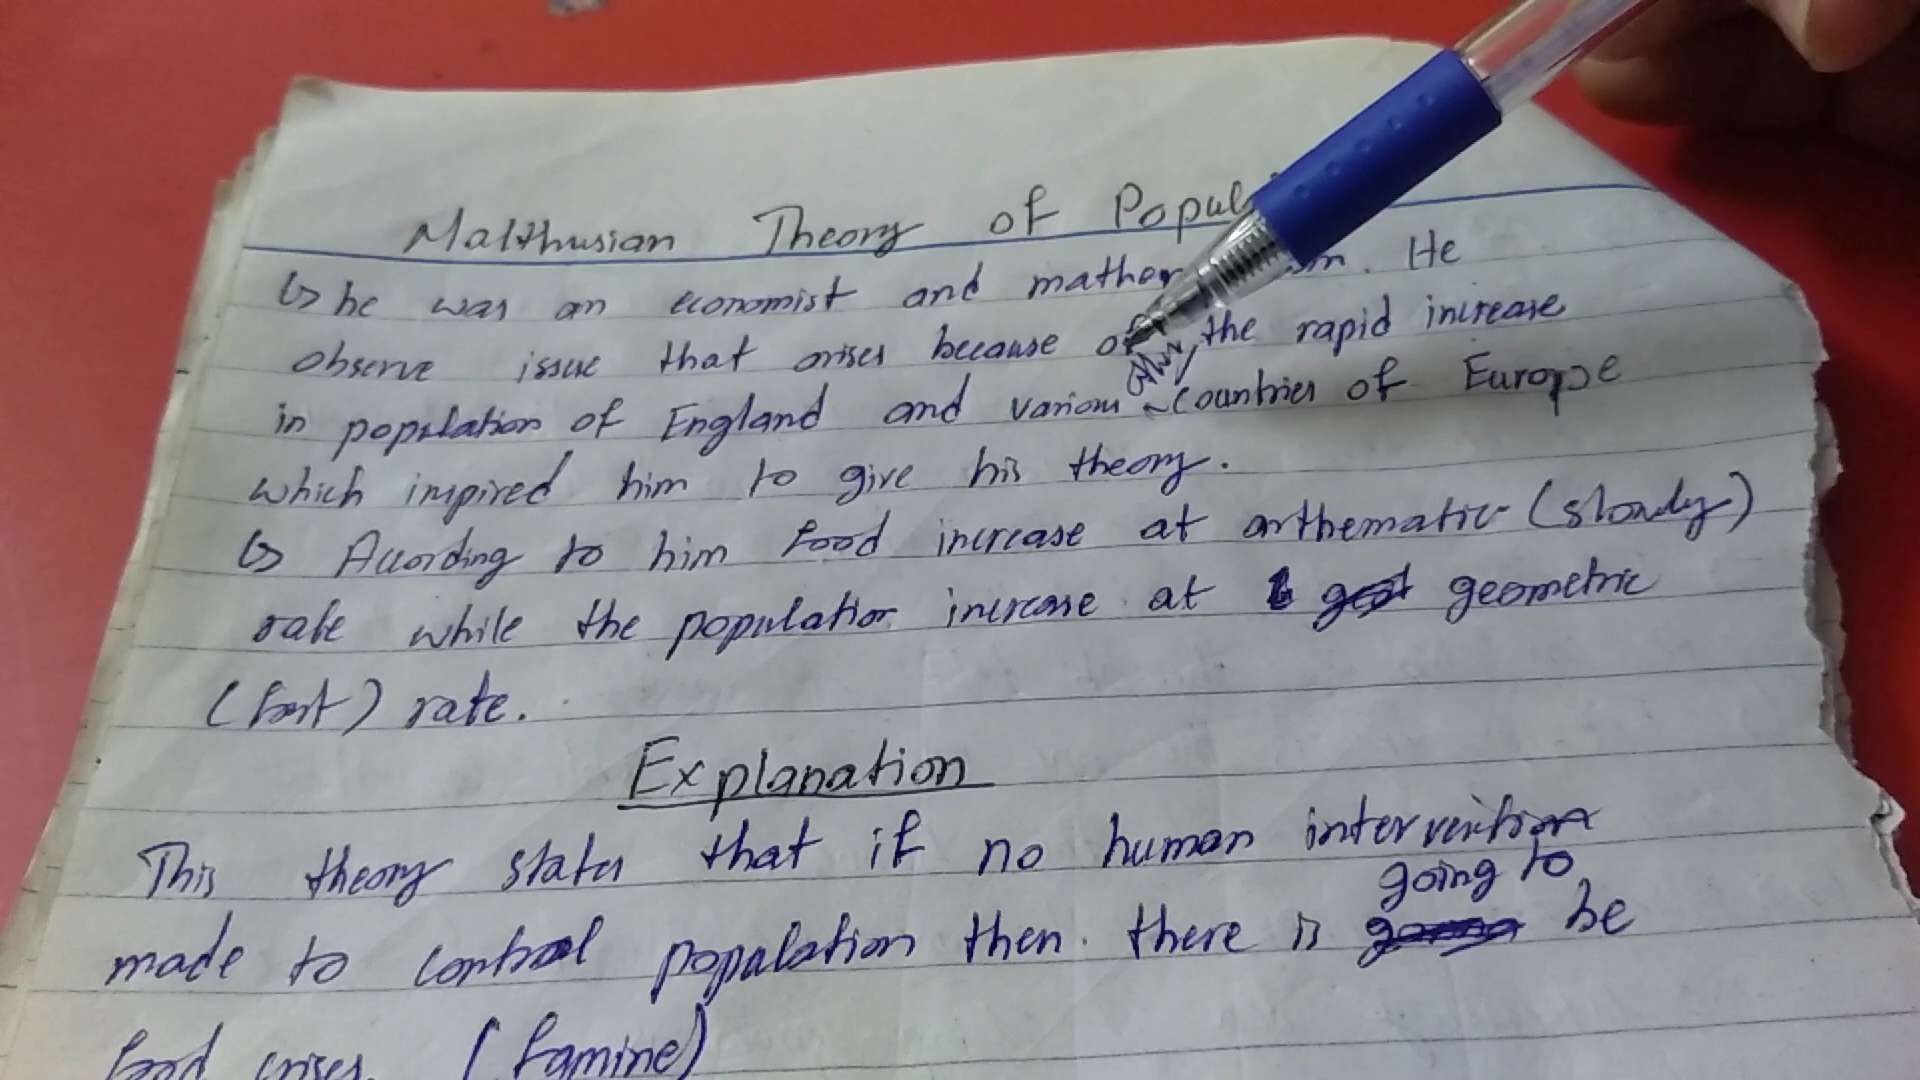 Malthusian Theory of Popul
↳ he was an economist and mathe. He
observe issue that arises because of the rapid increase
in population of England and various countries of Europe
which inspired him to give his theory.
↳ According to him food increase at arthematic (slowly)
rate while the population increase at geometric
(fast) rate.
Explanation
This theory states that if no human intervention
going to
made to control population then there is be
food crises. (famine)